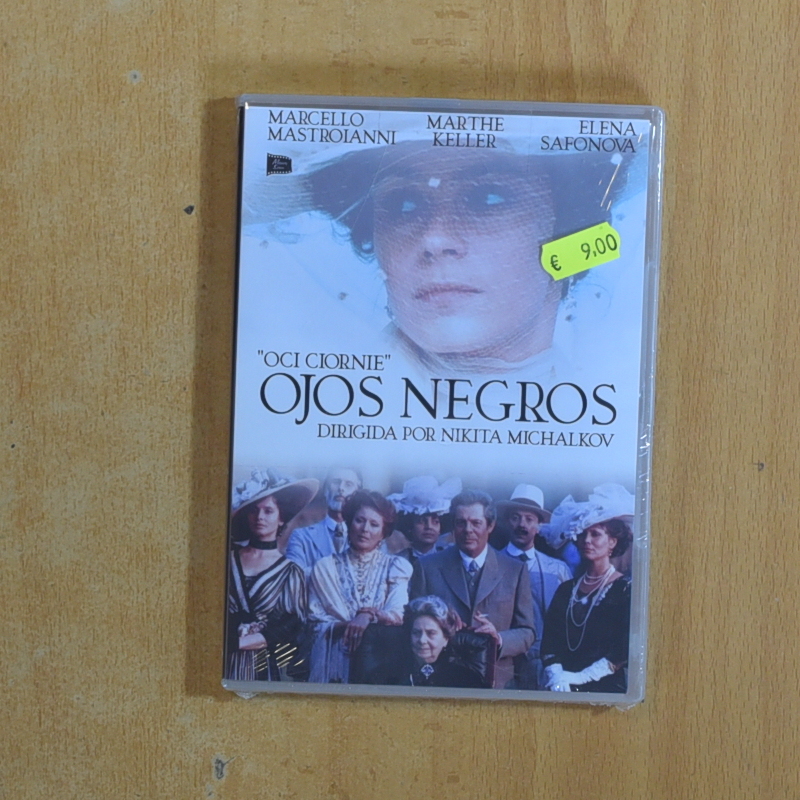 MARCELLO
MASTROIANNI
MARTHE
KELLER
ELENA
SAFONOVA
€ 9,00
"OCI CIORNIE"
OJOS NEGROS
DIRIGIDA POR NIKITA MICHALKOV